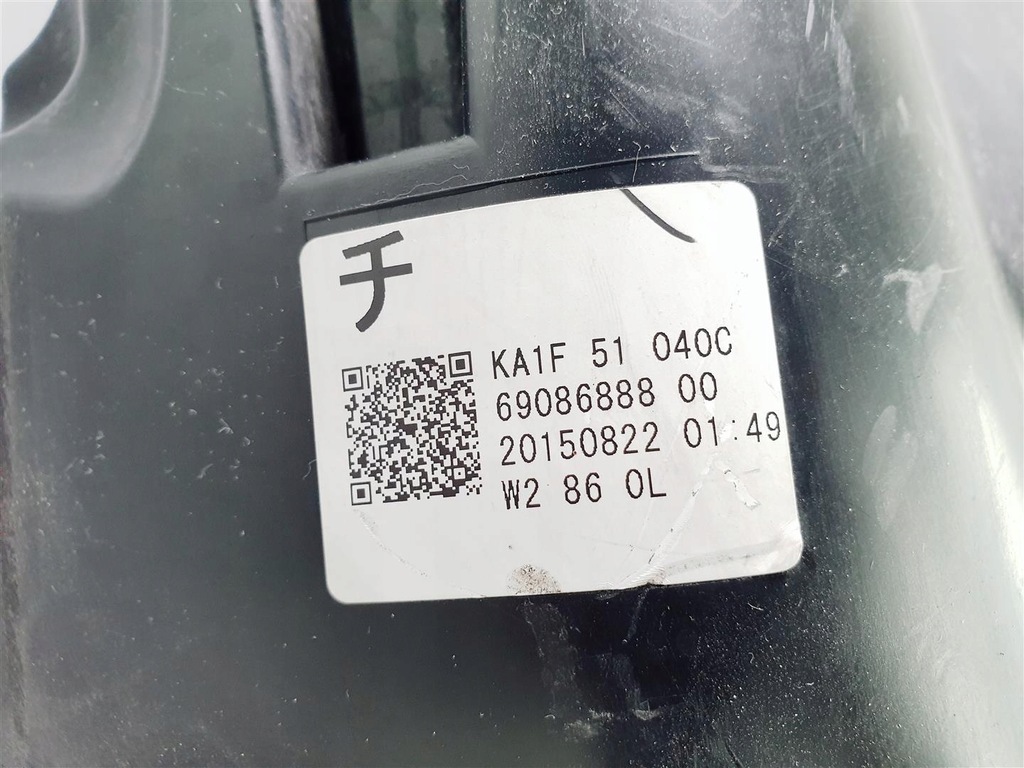 チ
KA1F 51 040C
69086888 00
20150822 01:49
W2 86 0L